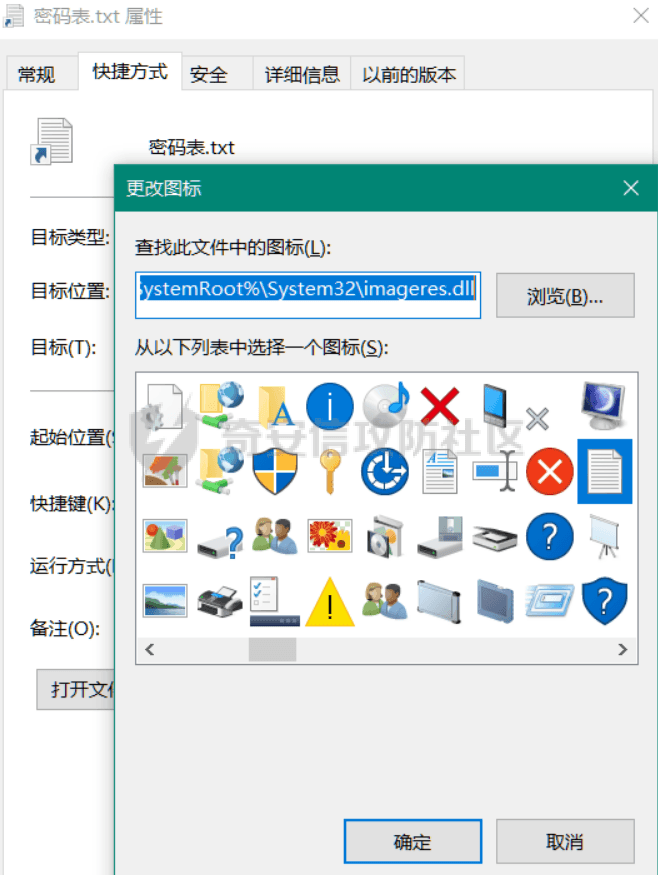 密码表.txt 属性
常规 快捷方式 安全 详细信息 以前的版本
密码表.txt
更改图标
目标类型:
查找此文件中的图标(L):
目标位置:
ystemRoot%\System32\imageres.dll
浏览(B)...
目标(T):
从以下列表中选择一个图标(S):
奇安信攻防社区
起始位置(
快捷键(K):
运行方式(
备注(O):
打开文
确定
取消